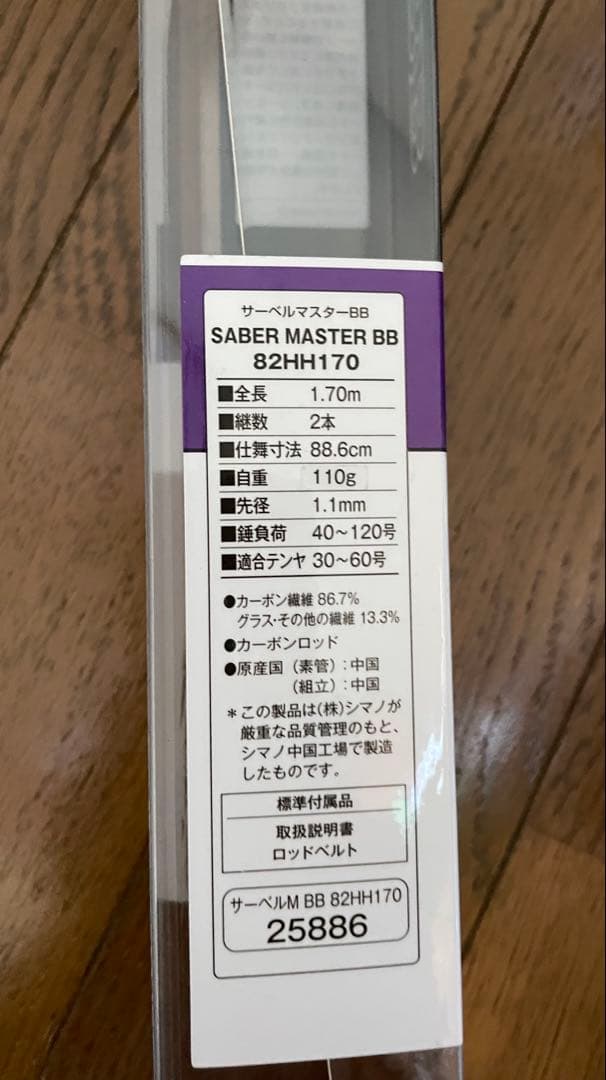 サーベルマスターBB
SABER MASTER BB
82HH170
■全長 1.70m
■継数 2本
■仕舞寸法 88.6cm
■自重 110g
■先径 1.1mm
■錘負荷 40～120号
■適合テンヤ 30～60号
●カーボン繊維 86.7%
グラス・その他の繊維 13.3%
●カーボンロッド
●原産国（素管）：中国
（組立）：中国
＊この製品は(株)シマノが
厳重な品質管理のもと、
シマノ中国工場で製造
したものです。
標準付属品
取扱説明書
ロッドベルト
サーベルM BB 82HH170
25886